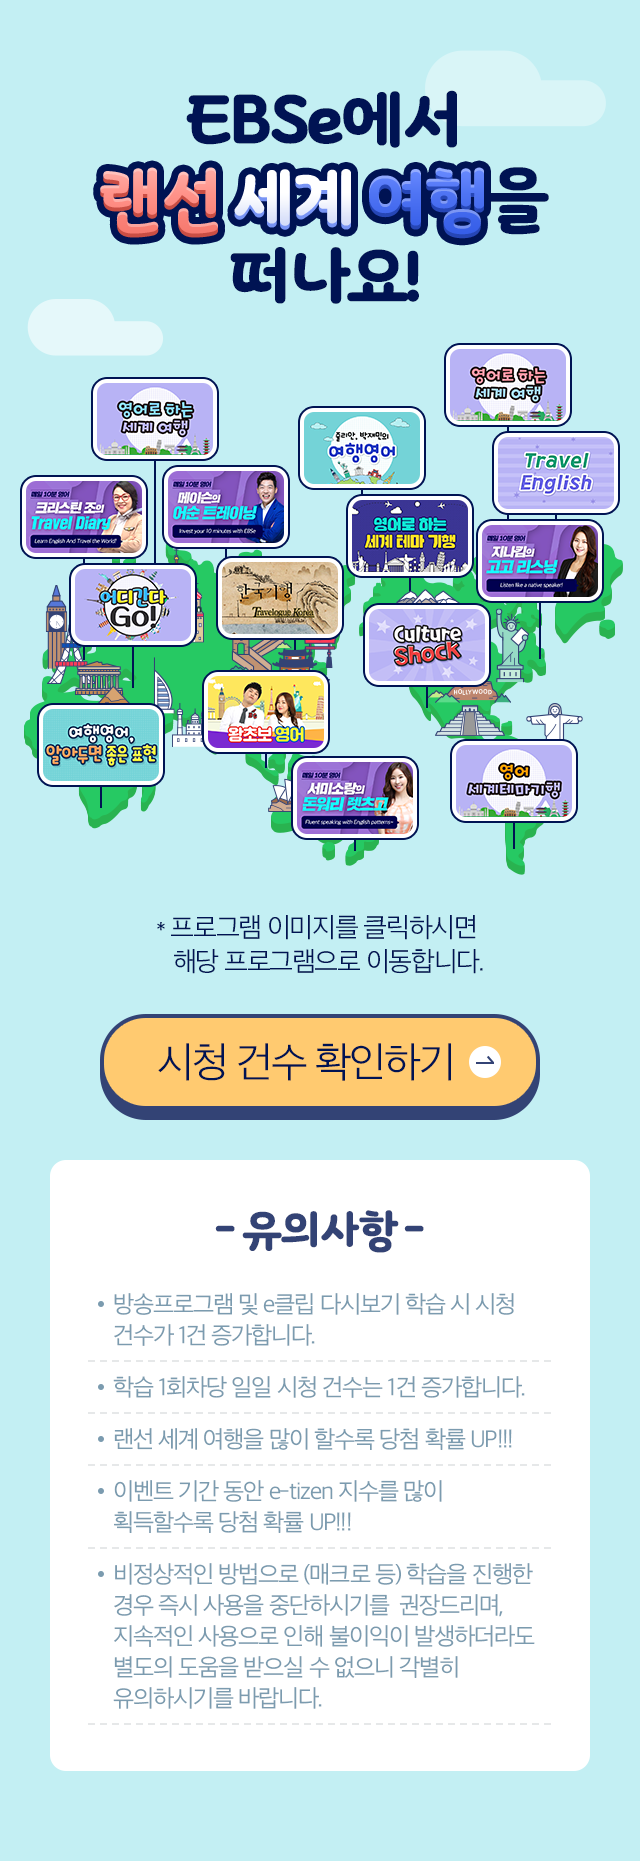 EBSe에서
랜선 세계 여행을
떠나요!
영어로 하는
세계 여행
영어로 하는
세계 여행
줄리안, 박재민의
여행영어
Travel
English
매일 10분 영어
크리스틴 조의
Travel Diary
Learn English And Travel the World!
매일 10분 영어
메이슨의
어순 트레이닝
Invest your 10 minutes with EBSe
영어로 하는
세계 테마 기행
매일 10분 영어
지나킴의
고고 리스닝
Listen like a native speaker!
어디간다
Go!
한국기행
Travelogue Korea
Culture
Shock
HOLLYWOOD
여행영어,
알아두면 좋은 표현
왕초보 영어
매일 10분 영어
서미소랑의
돈워리 렛츠고
Fluent speaking with English patterns~
영어
세계테마기행
* 프로그램 이미지를 클릭하시면
해당 프로그램으로 이동합니다.
시청 건수 확인하기
- 유의사항 -
• 방송프로그램 및 e클립 다시보기 학습 시 시청
건수가 1건 증가합니다.
• 학습 1회차당 일일 시청 건수는 1건 증가합니다.
• 랜선 세계 여행을 많이 할수록 당첨 확률 UP!!!
• 이벤트 기간 동안 e-tizen 지수를 많이
획득할수록 당첨 확률 UP!!!
• 비정상적인 방법으로 (매크로 등) 학습을 진행한
경우 즉시 사용을 중단하시기를 권장드리며,
지속적인 사용으로 인해 불이익이 발생하더라도
별도의 도움을 받으실 수 없으니 각별히
유의하시기를 바랍니다.